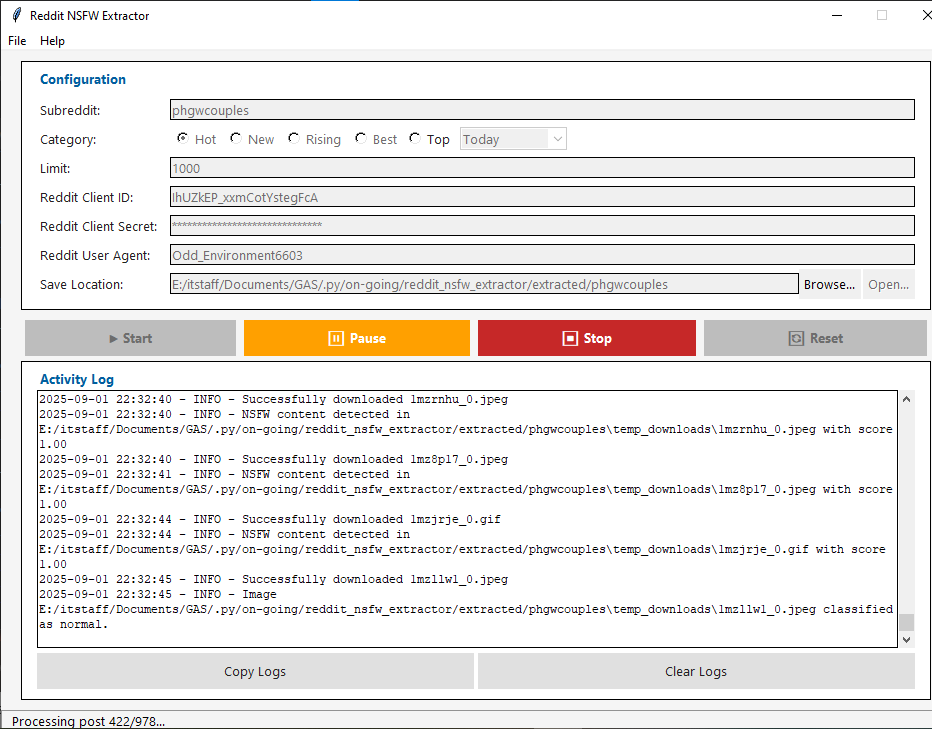 Reddit NSFW Extractor
File Help
Configuration
Subreddit: phgwcouples
Category: Hot New Rising Best Top Today
Limit: 1000
Reddit Client ID: IhUZkEP_xxmCotYstegFcA
Reddit Client Secret: ******************************
Reddit User Agent: Odd_Environment6603
Save Location: E:/itstaff/Documents/GAS/.py/on-going/reddit_nsfw_extractor/extracted/phgwcouples Browse... Open...
Start Pause Stop Reset
Activity Log
2025-09-01 22:32:40 - INFO - Successfully downloaded lmzrnhu_0.jpeg
2025-09-01 22:32:40 - INFO - NSFW content detected in
E:/itstaff/Documents/GAS/.py/on-going/reddit_nsfw_extractor/extracted/phgwcouples\temp_downloads\lmzrnhu_0.jpeg with score
1.00
2025-09-01 22:32:40 - INFO - Successfully downloaded lmz8pl7_0.jpeg
2025-09-01 22:32:41 - INFO - NSFW content detected in
E:/itstaff/Documents/GAS/.py/on-going/reddit_nsfw_extractor/extracted/phgwcouples\temp_downloads\lmz8pl7_0.jpeg with score
1.00
2025-09-01 22:32:44 - INFO - Successfully downloaded lmzjrje_0.gif
2025-09-01 22:32:44 - INFO - NSFW content detected in
E:/itstaff/Documents/GAS/.py/on-going/reddit_nsfw_extractor/extracted/phgwcouples\temp_downloads\lmzjrje_0.gif with score
1.00
2025-09-01 22:32:45 - INFO - Successfully downloaded lmzllwl_0.jpeg
2025-09-01 22:32:45 - INFO - Image
E:/itstaff/Documents/GAS/.py/on-going/reddit_nsfw_extractor/extracted/phgwcouples\temp_downloads\lmzllwl_0.jpeg classified
as normal.
Copy Logs Clear Logs
Processing post 422/978...